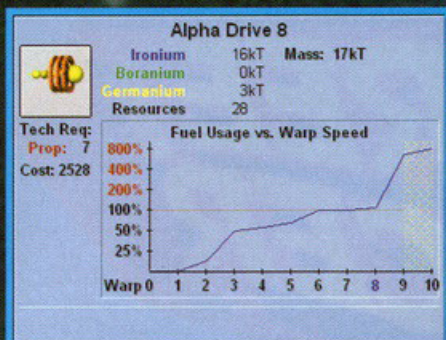 Alpha Drive 8
Ironium 16kT Mass: 17kT
Boranium 0kT
Germanium 3kT
Resources 28
Tech Req:
Prop: 7
Cost: 2528
Fuel Usage vs. Warp Speed
800%
400%
200%
100%
50%
25%
Warp 0 1 2 3 4 5 6 7 8 9 10